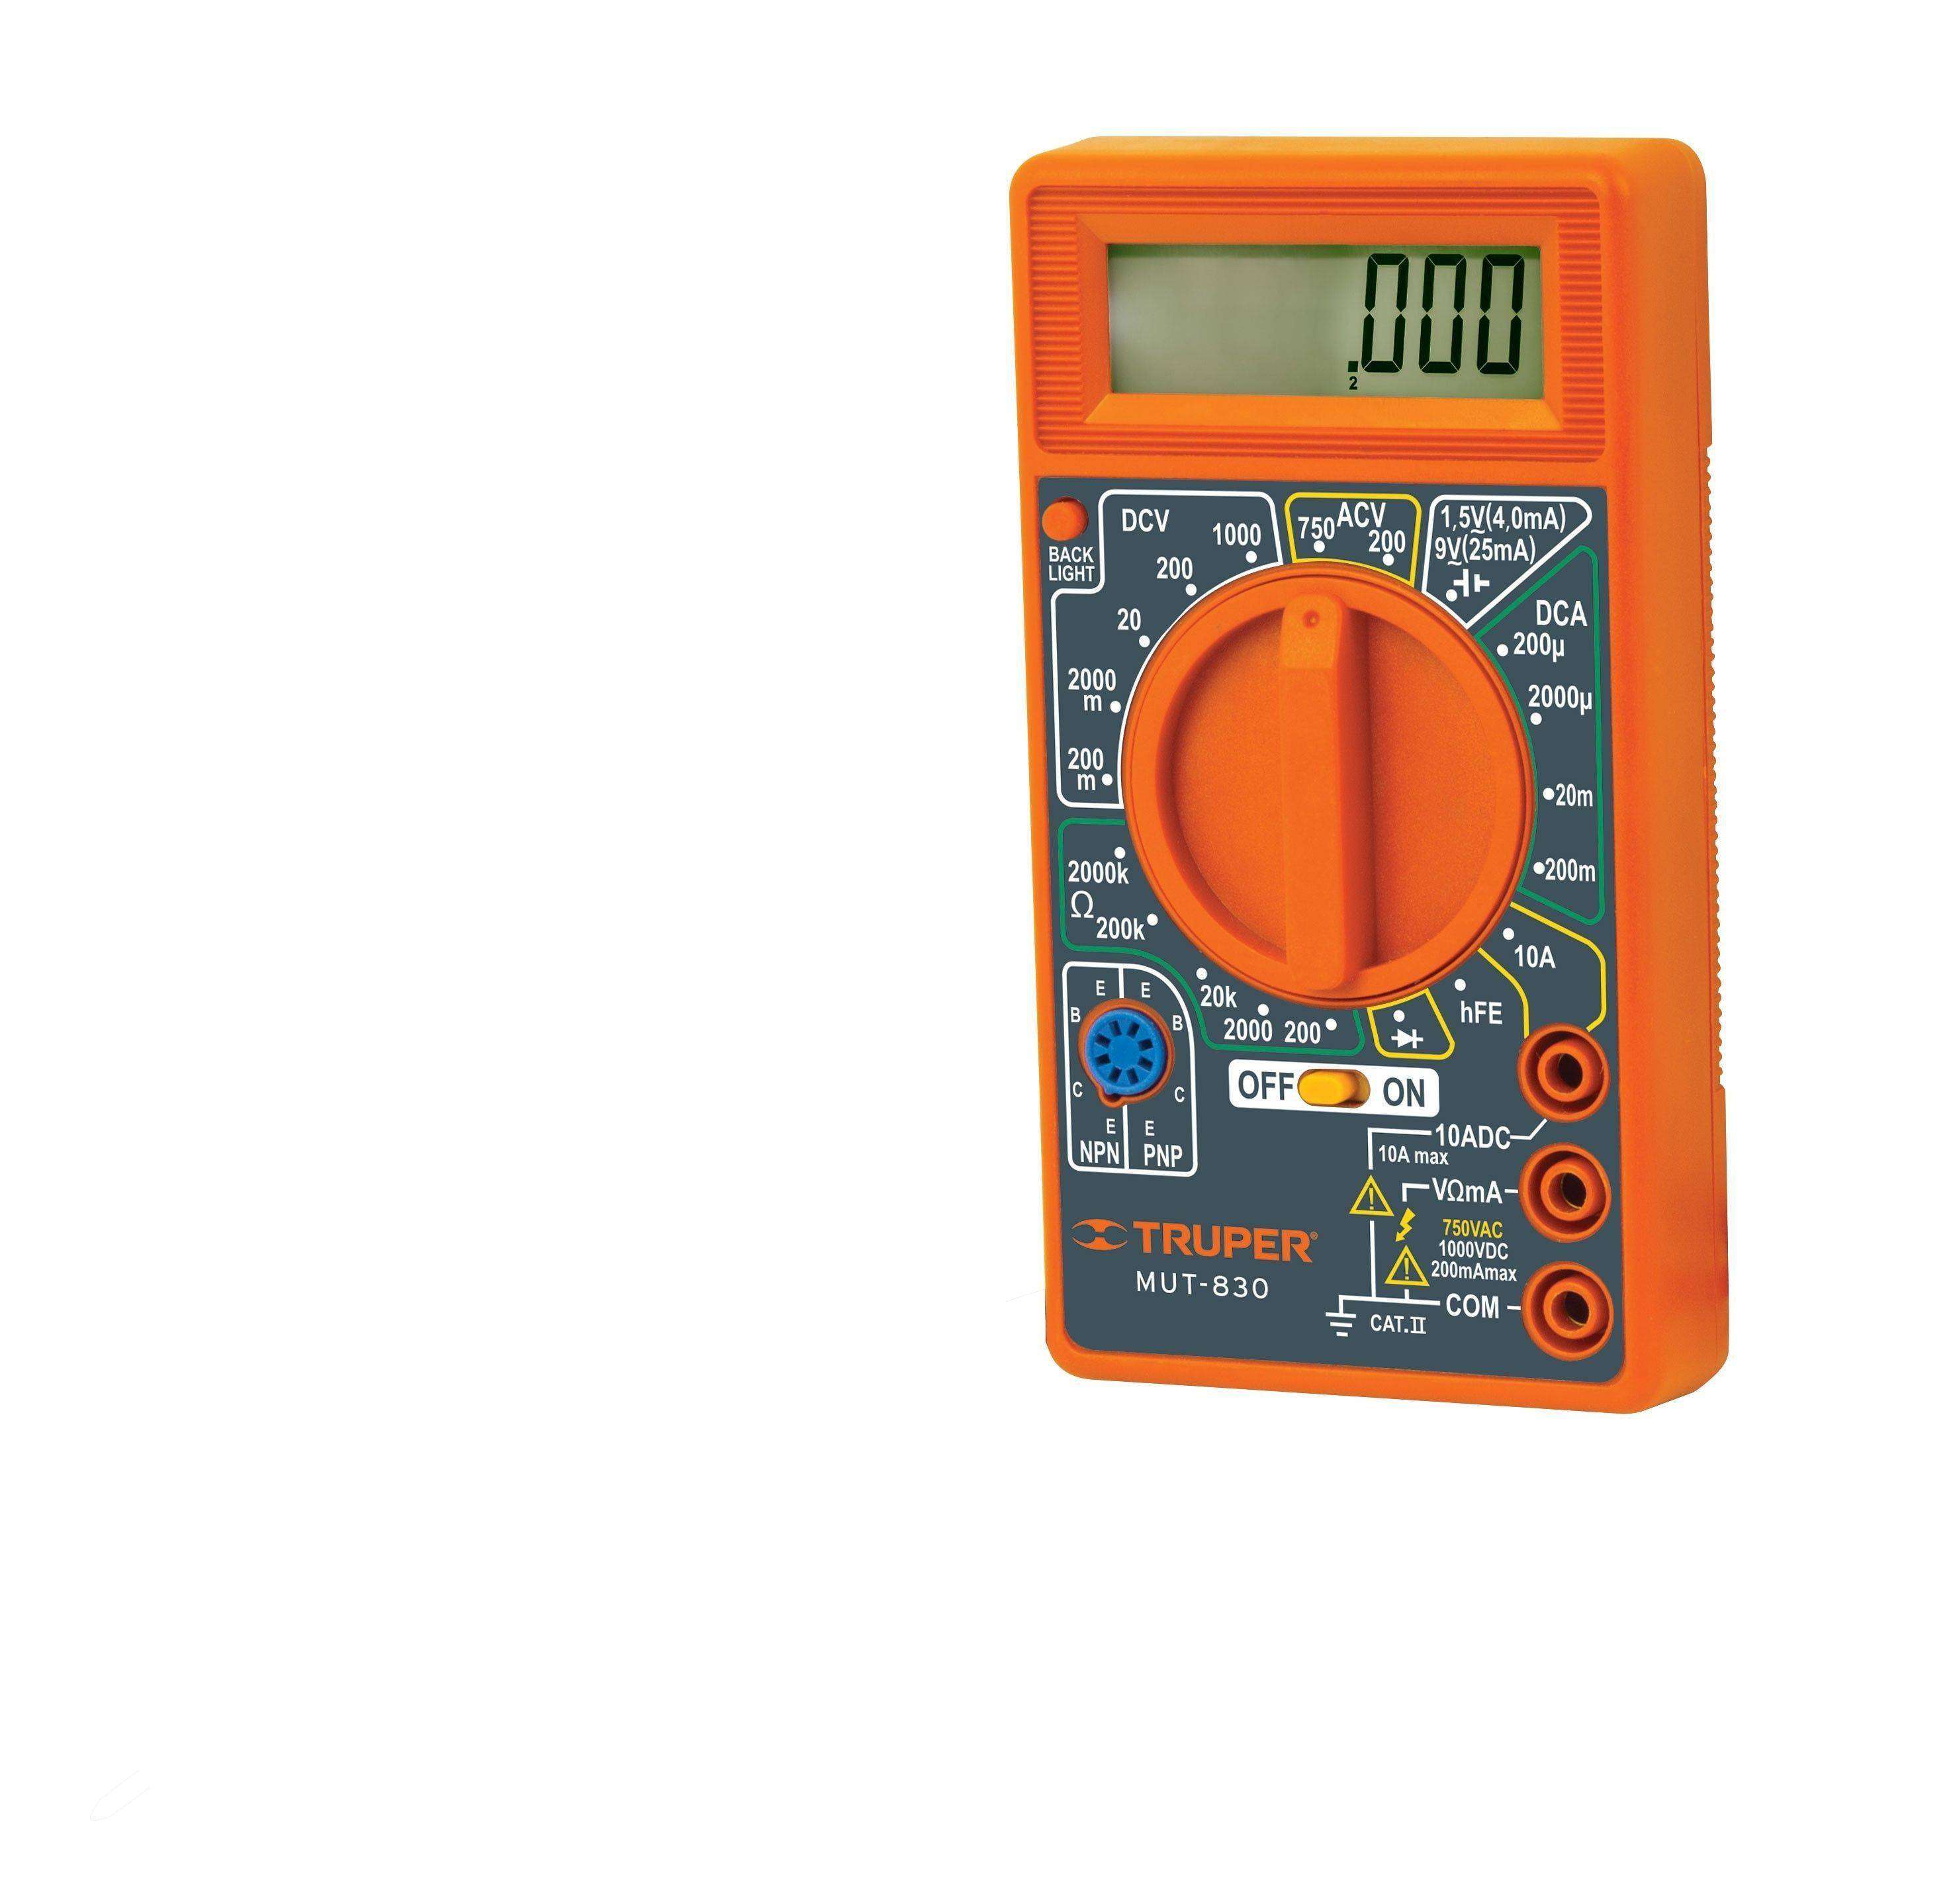 .000
2
BACK
LIGHT
DCV
1000
200
20
2000
m
200
m
750 ACV
200
1,5V(4,0mA)
9V(25mA)
DCA
200µ
2000µ
20m
200m
10A
hFE
2000k
Ω
200k
20k
2000 200
E E
B B
C C
E E
NPN PNP
OFF ON
10ADC
10A max
VΩmA
750VAC
1000VDC
200mAmax
COM
CAT.II
TRUPER®
MUT-830